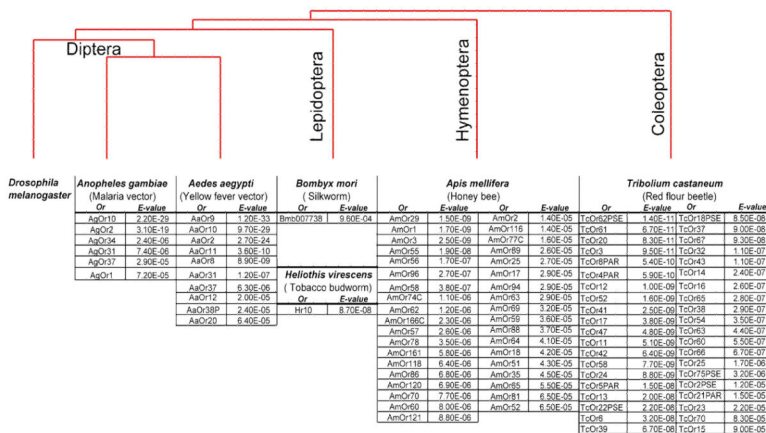 Diptera
Lepidoptera
Hymenoptera
Coleoptera
Drosophila
melanogaster
Anopheles gambiae
(Malaria vector)
Or E-value
AgOr10 2.20E-29
AgOr2 3.10E-19
AgOr34 2.40E-06
AgOr31 7.40E-06
AgOr37 2.90E-05
AgOr1 7.20E-05
Aedes aegypti
(Yellow fever vector)
Or E-value
AaOr9 1.20E-33
AaOr10 9.70E-29
AaOr2 2.70E-24
AaOr11 3.60E-10
AaOr8 8.90E-09
AaOr31 1.20E-07
AaOr37 6.30E-06
AaOr12 2.00E-05
AaOr38P 2.40E-05
AaOr20 6.40E-05
Bombyx mori
( Silkworm)
Or E-value
Bmb007738 9.60E-04
Heliothis virescens
( Tobacco budworm)
Or E-value
Hr10 8.70E-08
Apis mellifera
(Honey bee)
Or E-value Or E-value
AmOr29 1.50E-09 AmOr2 1.40E-05
AmOr1 1.70E-09 AmOr116 1.40E-05
AmOr3 2.50E-09 AmOr77C 1.60E-05
AmOr55 1.90E-08 AmOr89 2.60E-05
AmOr56 1.70E-07 AmOr25 2.70E-05
AmOr96 2.70E-07 AmOr17 2.90E-05
AmOr58 3.80E-07 AmOr94 2.90E-05
AmOr74C 1.10E-06 AmOr63 2.90E-05
AmOr62 1.20E-06 AmOr69 3.20E-05
AmOr166C 2.30E-06 AmOr59 3.60E-05
AmOr57 2.60E-06 AmOr88 3.70E-05
AmOr78 3.50E-06 AmOr64 4.10E-05
AmOr161 5.80E-06 AmOr18 4.20E-05
AmOr118 6.40E-06 AmOr51 4.30E-05
AmOr86 6.80E-06 AmOr35 4.50E-05
AmOr120 6.90E-06 AmOr65 5.50E-05
AmOr70 7.70E-06 AmOr81 6.50E-05
AmOr60 8.00E-06 AmOr52 6.50E-05
AmOr121 8.80E-06
Tribolium castaneum
(Red flour beetle)
Or E-value Or E-value
TcOr62PSE 1.40E-11 TcOr18PSE 8.50E-08
TcOr61 6.70E-11 TcOr37 9.00E-08
TcOr20 8.30E-11 TcOr67 9.30E-08
TcOr3 9.50E-11 TcOr32 1.10E-07
TcOr8PAR 5.40E-10 TcOr43 1.10E-07
TcOr4PAR 5.90E-10 TcOr14 2.40E-07
TcOr12 1.00E-09 TcOr16 2.60E-07
TcOr52 1.60E-09 TcOr65 2.80E-07
TcOr41 2.50E-09 TcOr38 2.90E-07
TcOr17 3.80E-09 TcOr54 3.50E-07
TcOr47 4.80E-09 TcOr63 4.40E-07
TcOr11 5.10E-09 TcOr60 5.50E-07
TcOr42 6.40E-09 TcOr66 6.70E-07
TcOr58 7.70E-09 TcOr25 1.70E-06
TcOr24 8.80E-09 TcOr75PSE 3.20E-06
TcOr5PAR 1.50E-08 TcOr2PSE 1.20E-05
TcOr13 2.00E-08 TcOr21PAR 1.50E-05
TcOr22PSE 2.20E-08 TcOr23 2.20E-05
TcOr6 3.20E-08 TcOr70 8.30E-05
TcOr39 6.70E-08 TcOr15 9.00E-05